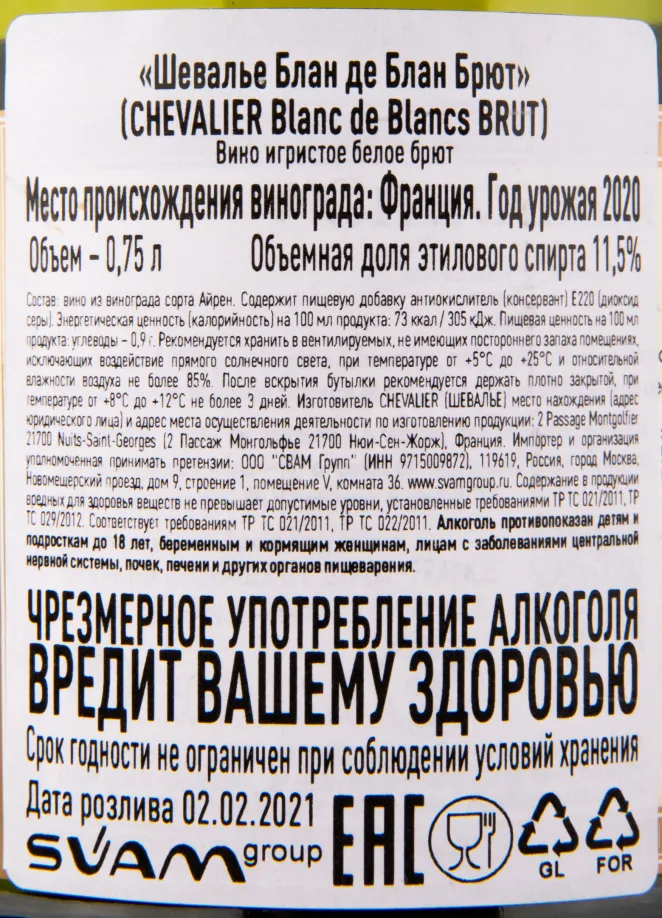 «Шевалье Блан де Блан Брют»
(CHEVALIER Blanc de Blancs BRUT)
Вино игристое белое брют
Место происхождения винограда: Франция. Год урожая 2020
Объем – 0,75 л Объемная доля этилового спирта 11,5%
Состав: вино из винограда сорта Айрен. Содержит пищевую добавку антиокислитель (консервант) Е220 (диоксид
серы). Энергетическая ценность (калорийность) на 100 мл продукта: 73 ккал / 305 кДж. Пищевая ценность на 100 мл
продукта: углеводы – 0,9 г. Рекомендуется хранить в вентилируемых, не имеющих постороннего запаха помещениях,
исключающих воздействие прямого солнечного света, при температуре от +5°C до +25°C и относительной
влажности воздуха не более 85%. После вскрытия бутылки рекомендуется держать плотно закрытой, при
температуре от +8°C до +12°C не более 3 дней. Изготовитель CHEVALIER (ШЕВАЛЬЕ) место нахождения (адрес
юридического лица) и адрес места осуществления деятельности по изготовлению продукции: 2 Passage Montgolfier
21700 Nuits-Saint-Georges (2 Пассаж Монгольфье 21700 Нюи-Сен-Жорж), Франция. Импортер и организация
уполномоченная принимать претензии: ООО "СВАМ Групп" (ИНН 9715009872), 119619, Россия, город Москва,
Новомещерский проезд, дом 9, строение 1, помещение V, комната 36. www.svamgroup.ru. Содержание в продукции
вредных для здоровья веществ не превышает допустимые уровни, установленные требованиями ТР ТС 021/2011, ТР
ТС 029/2012. Соответствует требованиям ТР ТС 021/2011, ТР ТС 022/2011. Алкоголь противопоказан детям и
подросткам до 18 лет, беременным и кормящим женщинам, лицам с заболеваниями центральной
нервной системы, почек, печени и других органов пищеварения.
ЧРЕЗМЕРНОЕ УПОТРЕБЛЕНИЕ АЛКОГОЛЯ
ВРЕДИТ ВАШЕМУ ЗДОРОВЬЮ
Срок годности не ограничен при соблюдении условий хранения
Дата розлива 02.02.2021
SVAM group EAC GL FOR